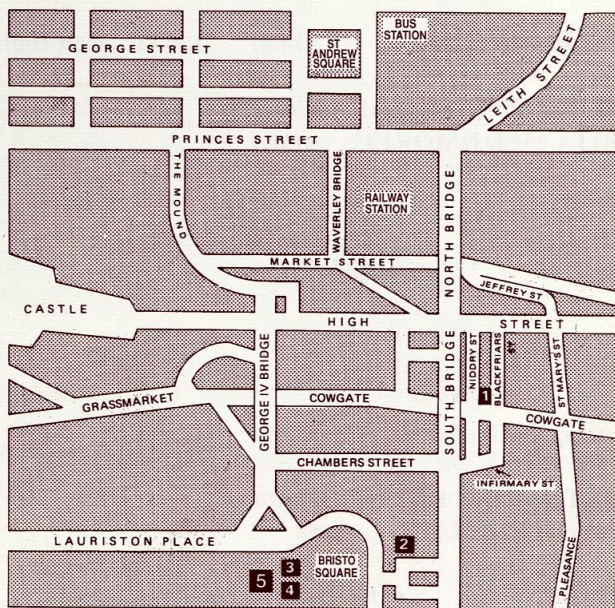 GEORGE STREET
ST
ANDREW
SQUARE
BUS
STATION
LEITH STREET
PRINCES STREET
THE MOUND
WAVERLEY BRIDGE
RAILWAY
STATION
NORTH BRIDGE
MARKET STREET
JEFFREY ST
CASTLE
HIGH STREET
GEORGE IV BRIDGE
SOUTH BRIDGE
NIDDRY ST
BLACKFRIARS
ST
ST MARY'S ST
1
GRASSMARKET
COWGATE
COWGATE
CHAMBERS STREET
INFIRMARY ST
LAURISTON PLACE
BRISTO
SQUARE
2
3
4
5
PLEASANCE